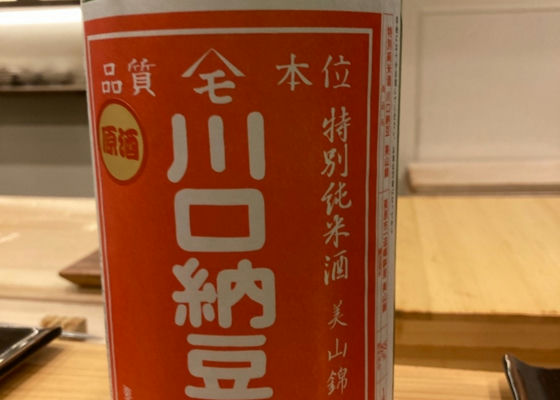 品質 モ 本位
原酒
川口納豆
特別純米酒
美山錦